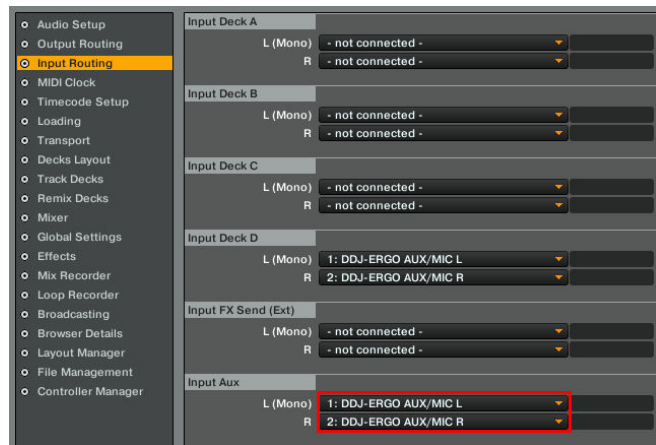 Audio Setup
Output Routing
Input Routing
MIDI Clock
Timecode Setup
Loading
Transport
Decks Layout
Track Decks
Remix Decks
Mixer
Global Settings
Effects
Mix Recorder
Loop Recorder
Broadcasting
Browser Details
Layout Manager
File Management
Controller Manager
Input Deck A
L (Mono) - not connected -
R - not connected -
Input Deck B
L (Mono) - not connected -
R - not connected -
Input Deck C
L (Mono) - not connected -
R - not connected -
Input Deck D
L (Mono) 1: DDJ-ERGO AUX/MIC L
R 2: DDJ-ERGO AUX/MIC R
Input FX Send (Ext)
L (Mono) - not connected -
R - not connected -
Input Aux
L (Mono) 1: DDJ-ERGO AUX/MIC L
R 2: DDJ-ERGO AUX/MIC R